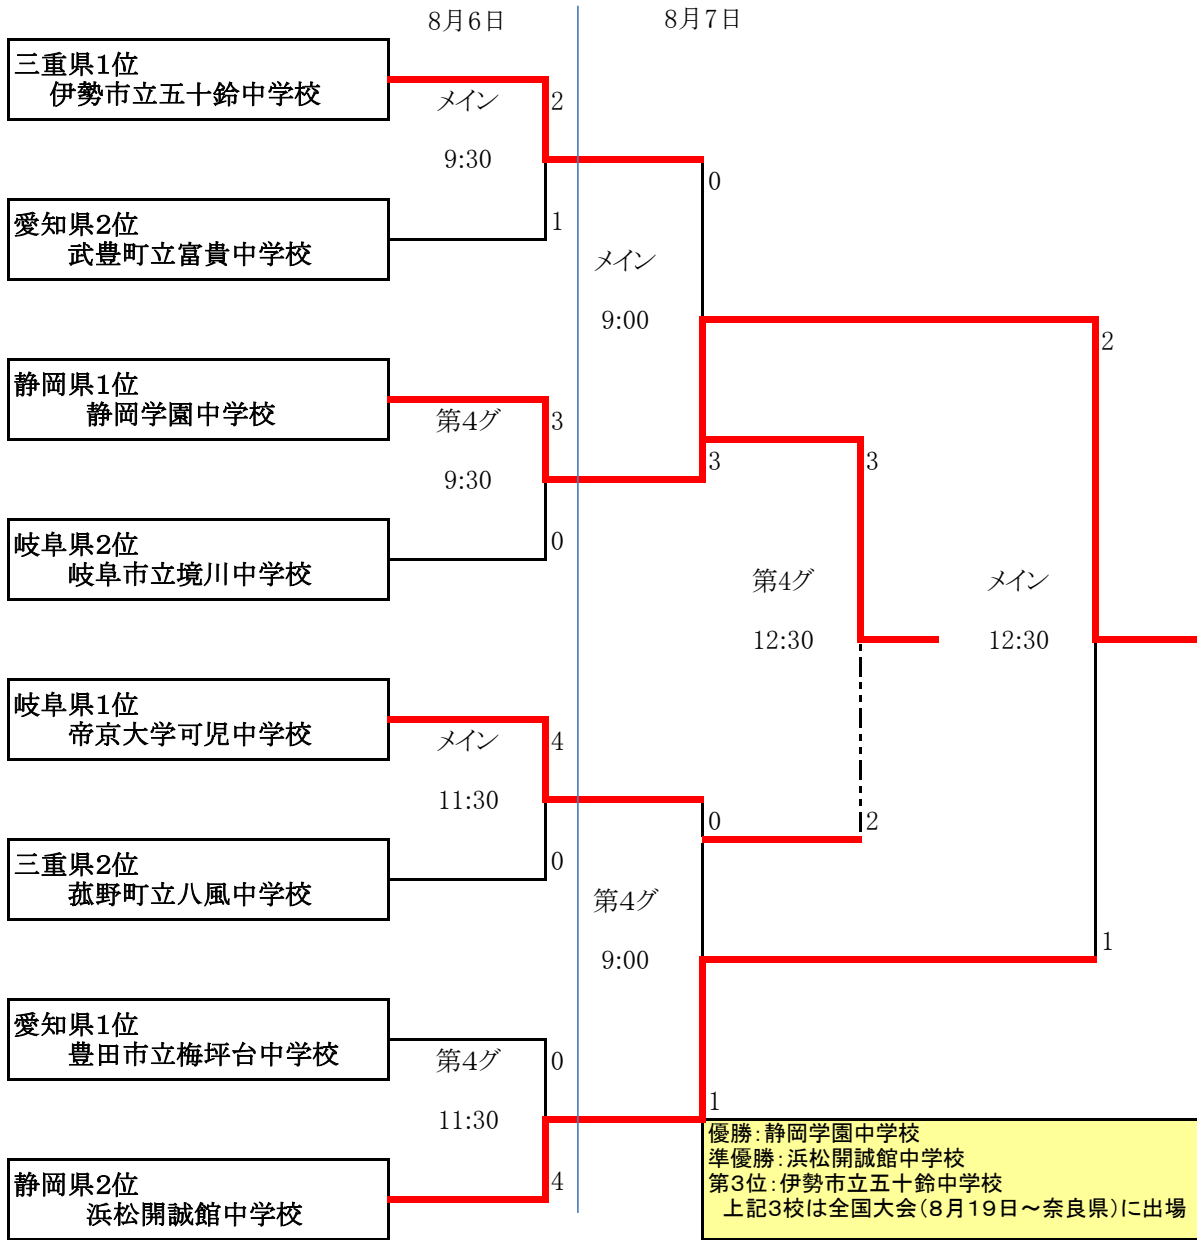 8月6日
8月7日
三重県1位
伊勢市立五十鈴中学校
メイン
2
9:30
0
愛知県2位
武豊町立富貴中学校
1
メイン
9:00
2
静岡県1位
静岡学園中学校
第4グ
3
9:30
3
3
岐阜県2位
岐阜市立境川中学校
0
第4グ
メイン
12:30
12:30
岐阜県1位
帝京大学可児中学校
メイン
4
11:30
0
2
三重県2位
菰野町立八風中学校
0
第4グ
9:00
1
愛知県1位
豊田市立梅坪台中学校
第4グ
0
11:30
1
静岡県2位
浜松開誠館中学校
4
優勝:静岡学園中学校
準優勝:浜松開誠館中学校
第3位:伊勢市立五十鈴中学校
上記3校は全国大会(8月19日～奈良県)に出場